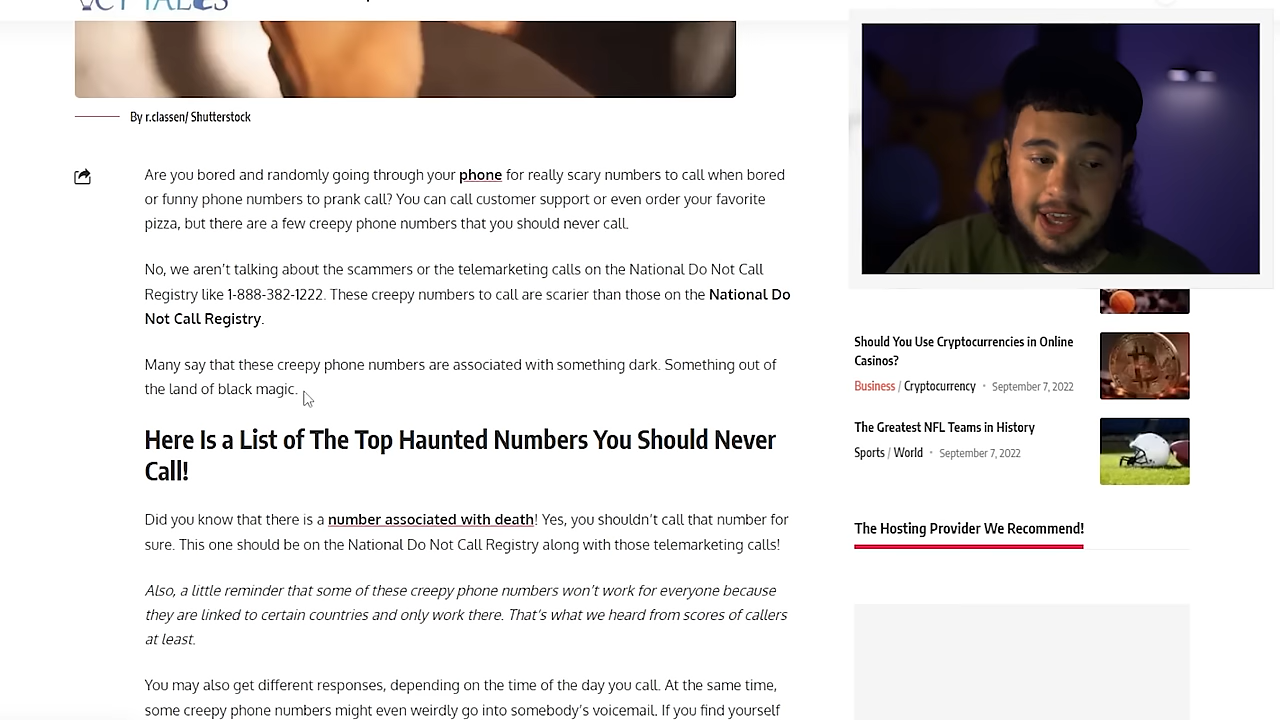 By r.classen/ Shutterstock
Are you bored and randomly going through your phone for really scary numbers to call when bored
or funny phone numbers to prank call? You can call customer support or even order your favorite
pizza, but there are a few creepy phone numbers that you should never call.
No, we aren’t talking about the scammers or the telemarketing calls on the National Do Not Call
Registry like 1-888-382-1222. These creepy numbers to call are scarier than those on the National Do
Not Call Registry.
Many say that these creepy phone numbers are associated with something dark. Something out of
the land of black magic.
Here Is a List of The Top Haunted Numbers You Should Never
Call!
Did you know that there is a number associated with death! Yes, you shouldn’t call that number for
sure. This one should be on the National Do Not Call Registry along with those telemarketing calls!
Also, a little reminder that some of these creepy phone numbers won’t work for everyone because
they are linked to certain countries and only work there. That’s what we heard from scores of callers
at least.
You may also get different responses, depending on the time of the day you call. At the same time,
some creepy phone numbers might even weirdly go into somebody’s voicemail. If you find yourself
Should You Use Cryptocurrencies in Online
Casinos?
Business / Cryptocurrency • September 7, 2022
The Greatest NFL Teams in History
Sports / World • September 7, 2022
The Hosting Provider We Recommend!